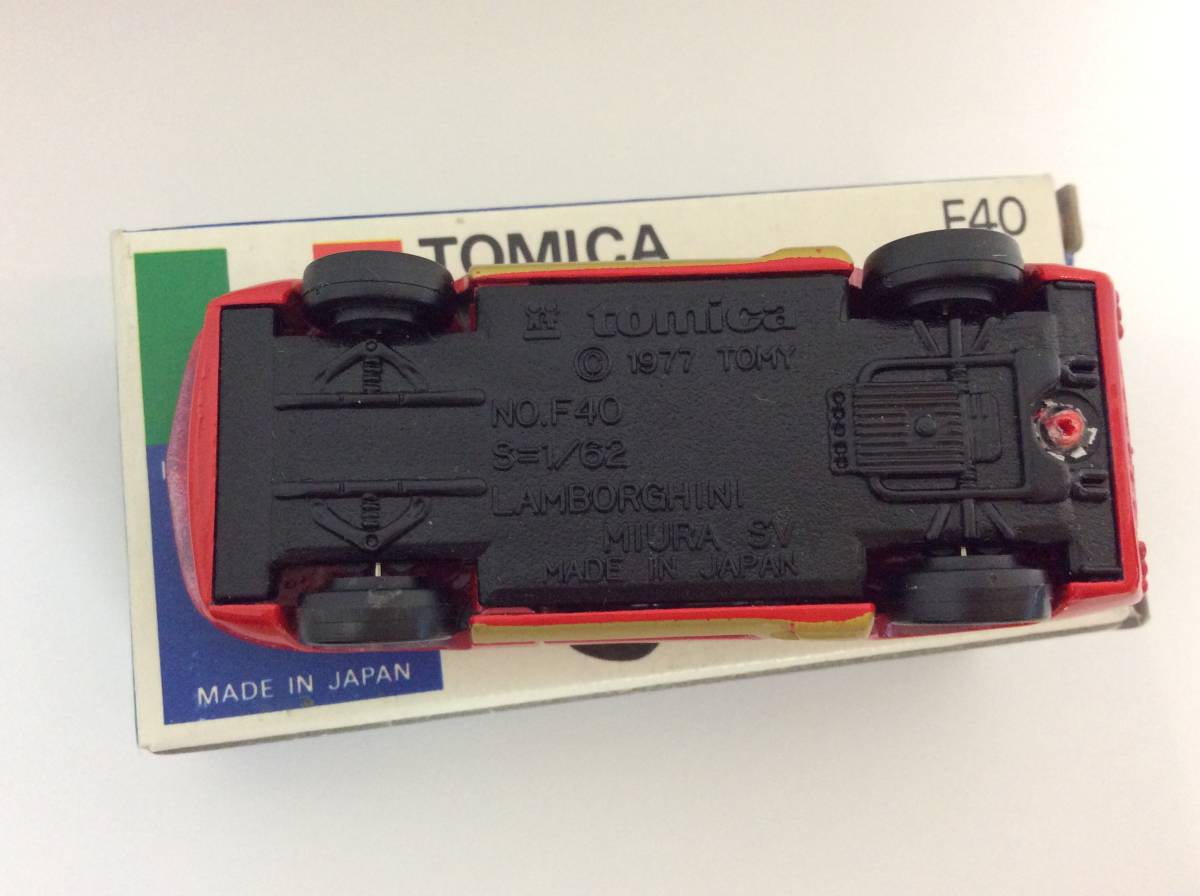 TOMICA
F40
tomica
© 1977 TOMY
NO.F40
S=1/62
LAMBORGHINI
MIURA SV
MADE IN JAPAN
MADE IN JAPAN